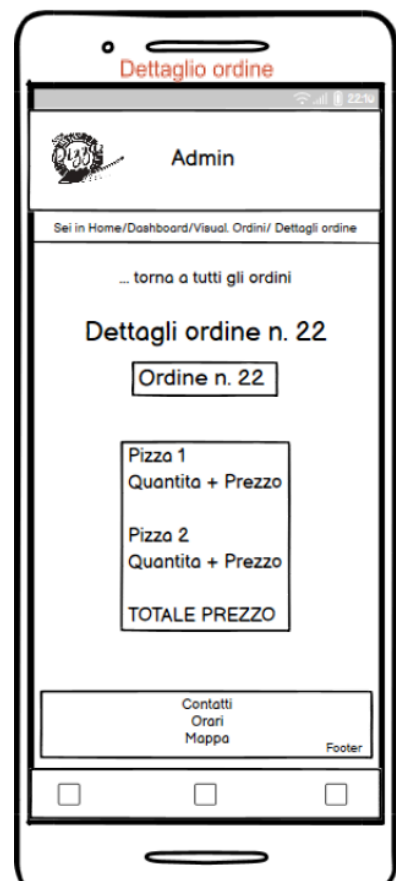 Dettaglio ordine
22:10
Pizza
Admin
Sei in Home/Dashboard/Visual. Ordini/ Dettagli ordine
... torna a tutti gli ordini
Dettagli ordine n. 22
Ordine n. 22
Pizza 1
Quantita + Prezzo
Pizza 2
Quantita + Prezzo
TOTALE PREZZO
Contatti
Orari
Mappa
Footer